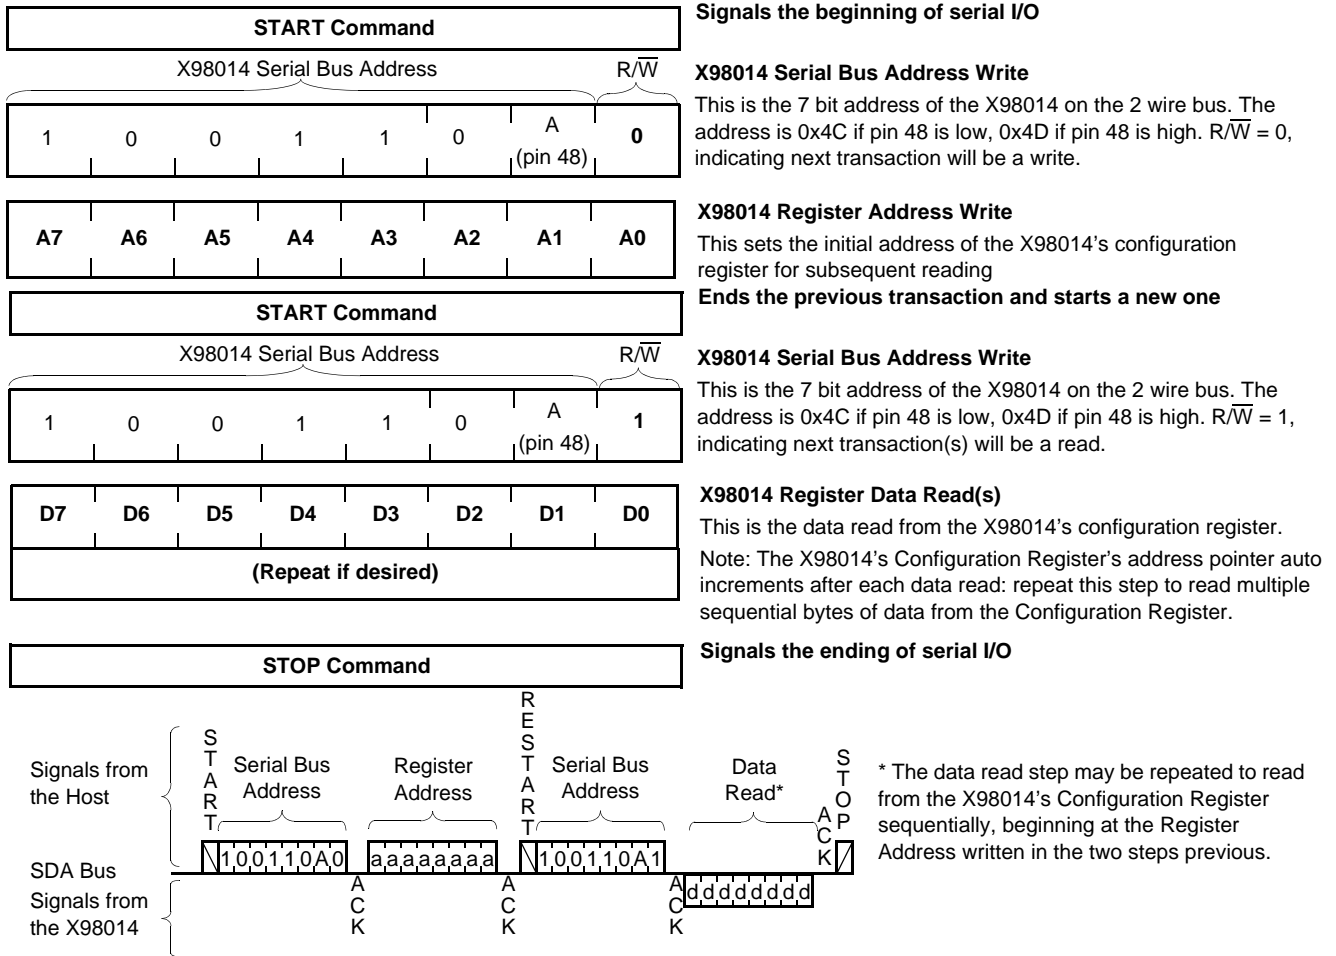 START Command
Signals the beginning of serial I/O
X98014 Serial Bus Address R/W̅
1 0 0 1 1 0 A (pin 48) 0
X98014 Serial Bus Address Write
This is the 7 bit address of the X98014 on the 2 wire bus. The
address is 0x4C if pin 48 is low, 0x4D if pin 48 is high. R/W̅ = 0,
indicating next transaction will be a write.
A7 A6 A5 A4 A3 A2 A1 A0
X98014 Register Address Write
This sets the initial address of the X98014's configuration
register for subsequent reading
START Command
Ends the previous transaction and starts a new one
X98014 Serial Bus Address R/W̅
1 0 0 1 1 0 A (pin 48) 1
X98014 Serial Bus Address Write
This is the 7 bit address of the X98014 on the 2 wire bus. The
address is 0x4C if pin 48 is low, 0x4D if pin 48 is high. R/W̅ = 1,
indicating next transaction(s) will be a read.
D7 D6 D5 D4 D3 D2 D1 D0
(Repeat if desired)
X98014 Register Data Read(s)
This is the data read from the X98014's configuration register.
Note: The X98014's Configuration Register's address pointer auto
increments after each data read: repeat this step to read multiple
sequential bytes of data from the Configuration Register.
STOP Command
Signals the ending of serial I/O
Signals from
the Host
START
Serial Bus
Address
Register
Address
RESTART
Serial Bus
Address
Data
Read*
ACK
STOP
* The data read step may be repeated to read
from the X98014's Configuration Register
sequentially, beginning at the Register
Address written in the two steps previous.
SDA Bus
1 0 0 1 1 0 A 0 a a a a a a a a 1 0 0 1 1 0 A 1
Signals from
the X98014
ACK
ACK
ACK
d d d d d d d d